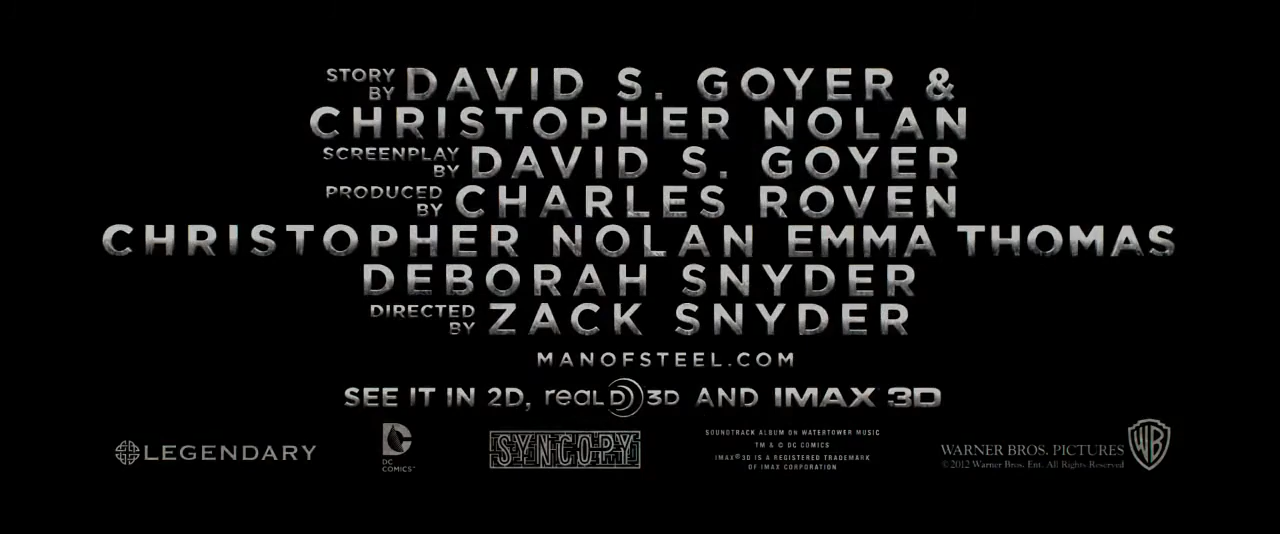 STORY BY DAVID S. GOYER &
CHRISTOPHER NOLAN
SCREENPLAY BY DAVID S. GOYER
PRODUCED BY CHARLES ROVEN
CHRISTOPHER NOLAN EMMA THOMAS
DEBORAH SNYDER
DIRECTED BY ZACK SNYDER
MANOFSTEEL.COM
SEE IT IN 2D, REAL D 3D AND IMAX 3D
LEGENDARY
DC COMICS™
SYNCOPY
SOUNDTRACK ALBUM ON WATERTOWER MUSIC
TM & © DC COMICS
IMAX® 3D IS A REGISTERED TRADEMARK
OF IMAX CORPORATION
WARNER BROS. PICTURES
©2012 Warner Bros. Ent. All Rights Reserved
WB